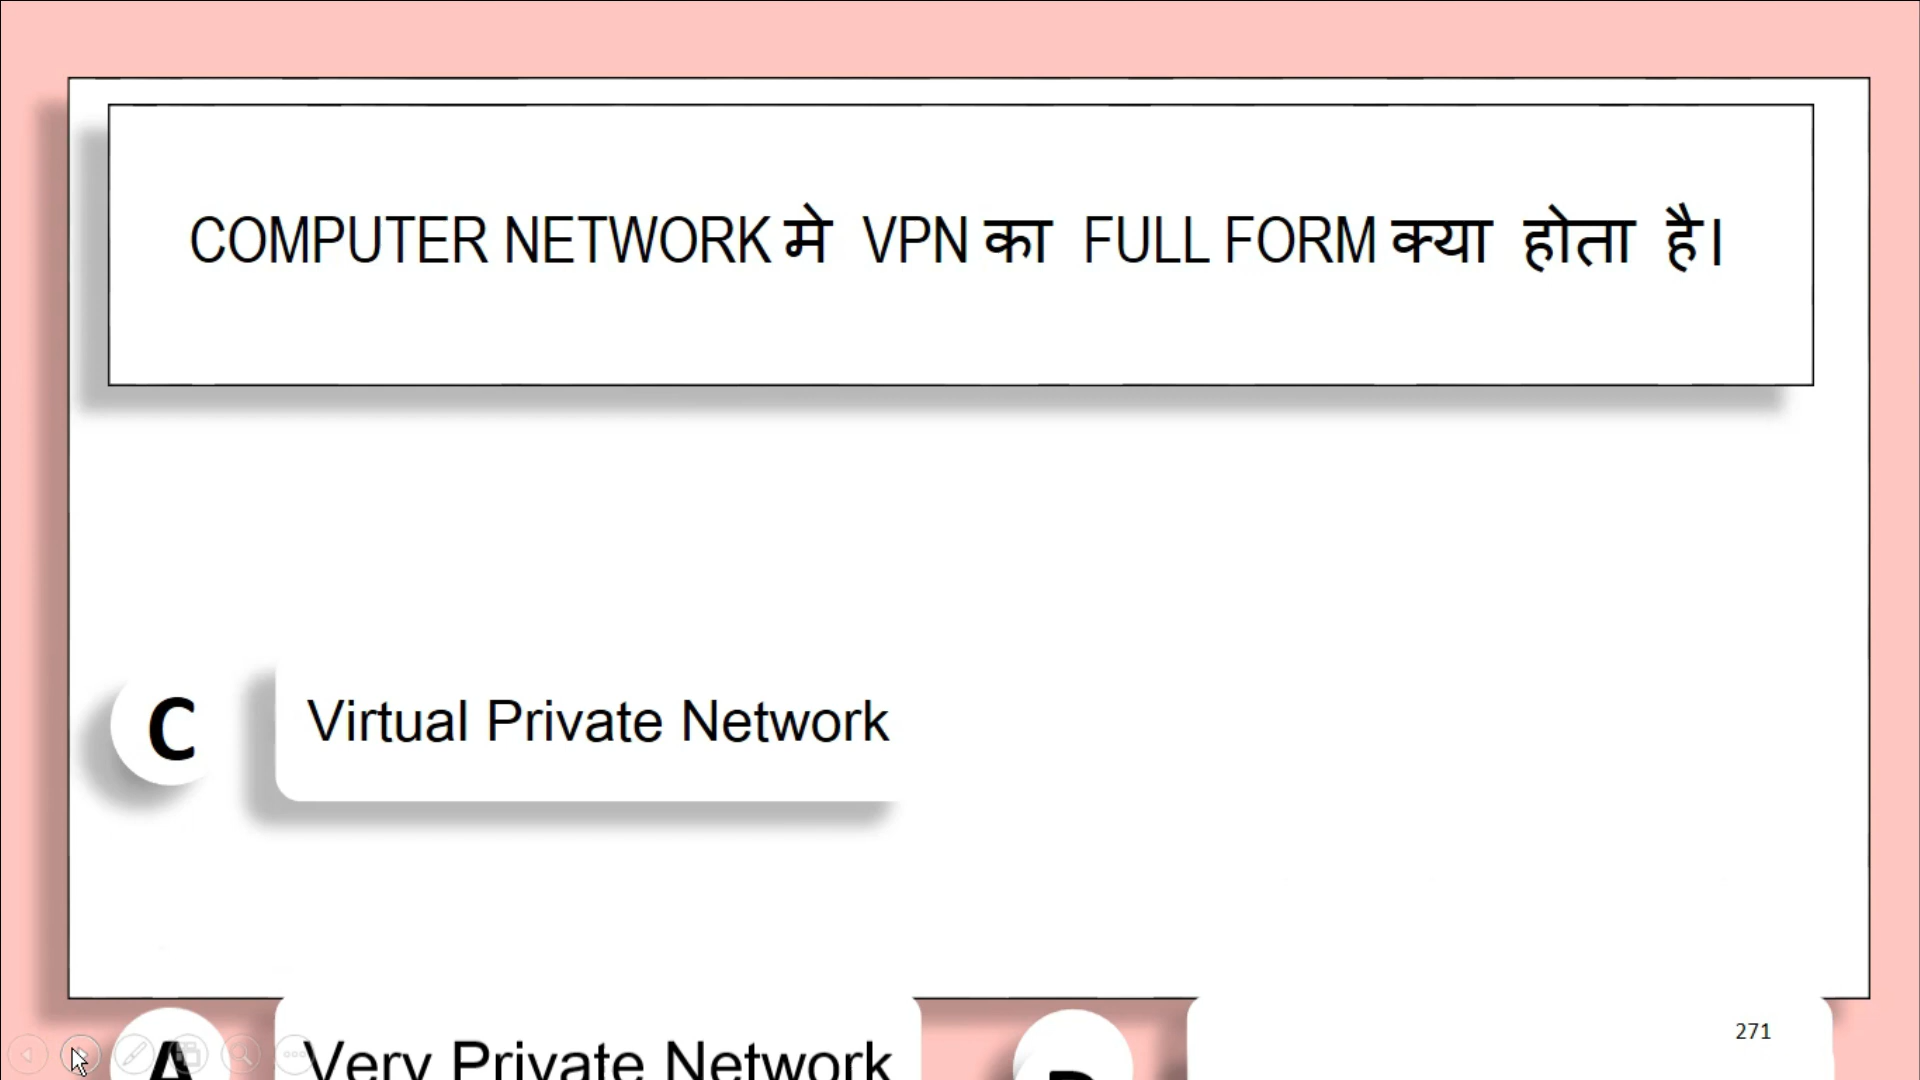 COMPUTER NETWORK मे VPN का FULL FORM क्या होता है।
C Virtual Private Network
A Very Private Network
271